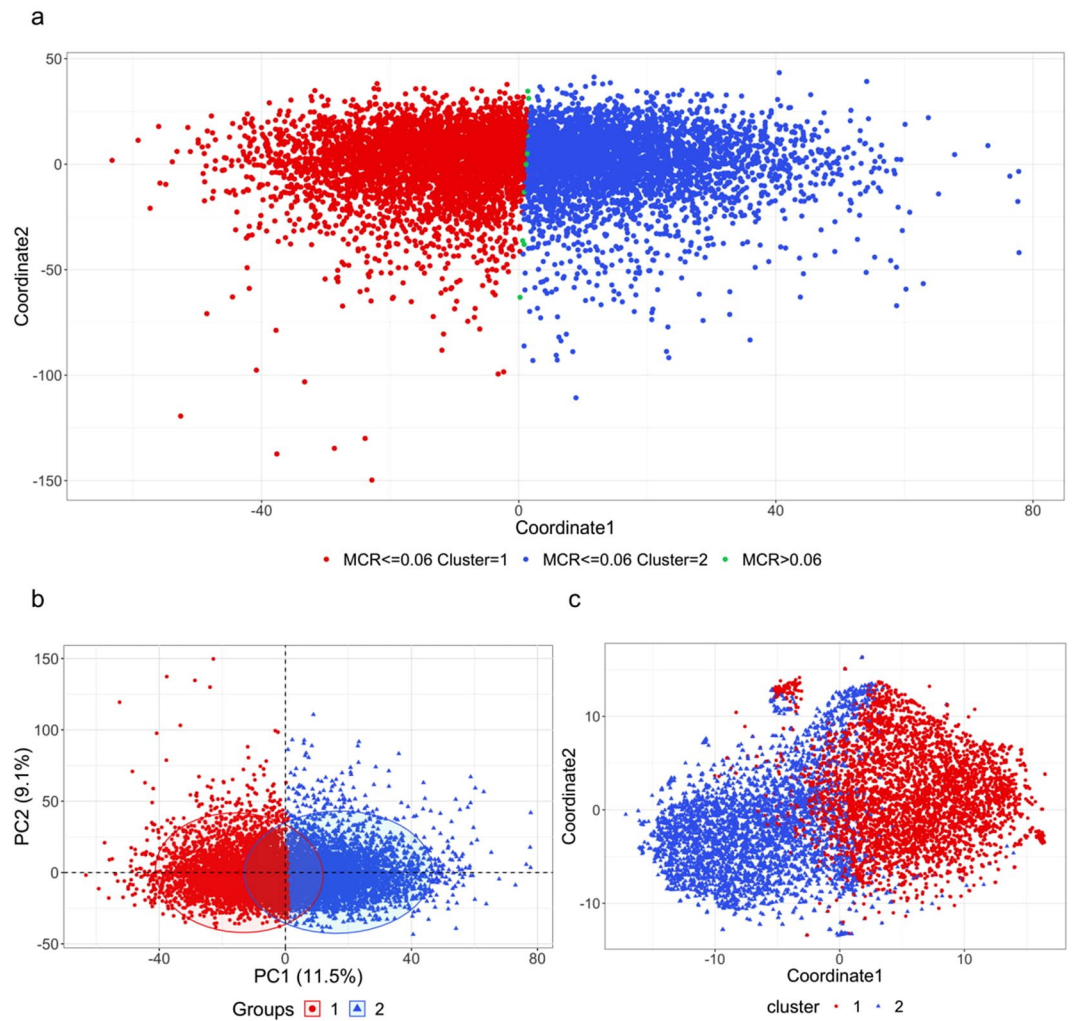 a
50
0
-50
-100
-150
Coordinate2
-40
0
40
80
Coordinate1
MCR<=0.06 Cluster=1 MCR<=0.06 Cluster=2 MCR>0.06
b
150
100
50
0
-50
PC2 (9.1%)
-40
0
40
80
PC1 (11.5%)
Groups 1 2
c
10
0
-10
Coordinate2
-10
0
10
Coordinate1
cluster 1 2